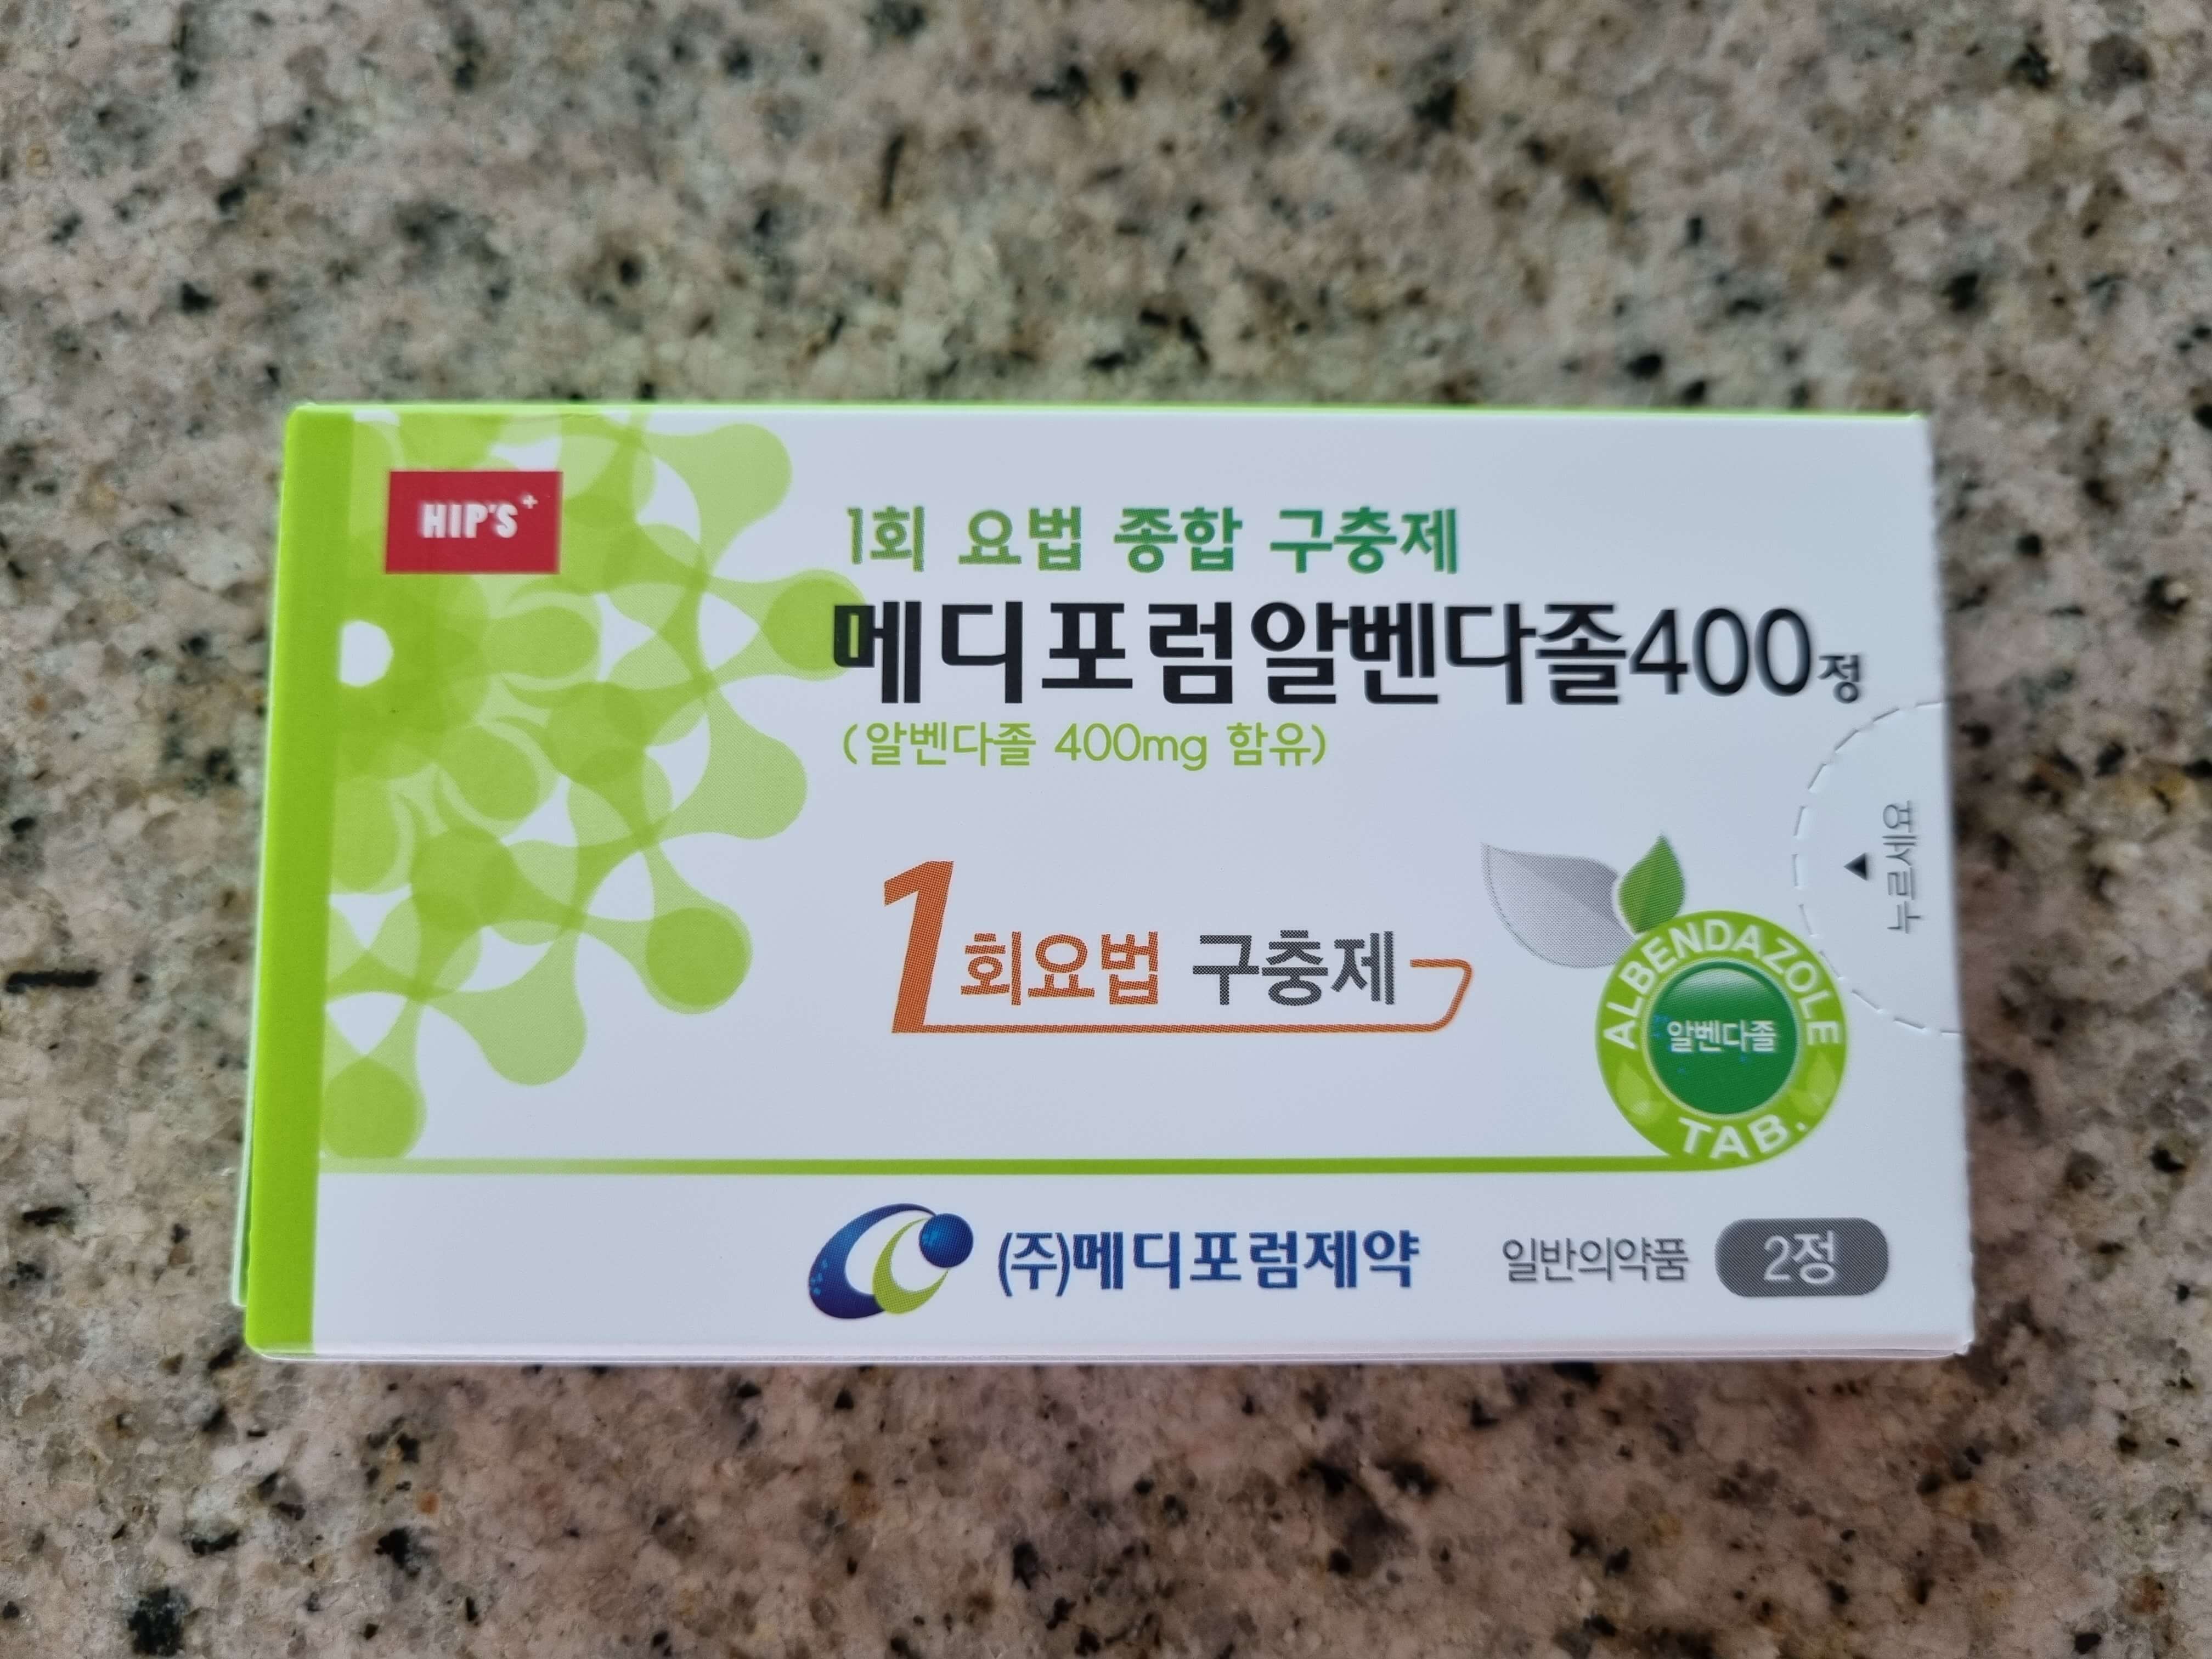 HIP'S+
1회 요법 종합 구충제
메디포럼알벤다졸400정
(알벤다졸 400mg 함유)
누르세요
1회요법 구충제
ALBENDAZOLE
알벤다졸
TAB.
(주)메디포럼제약
일반의약품 2정